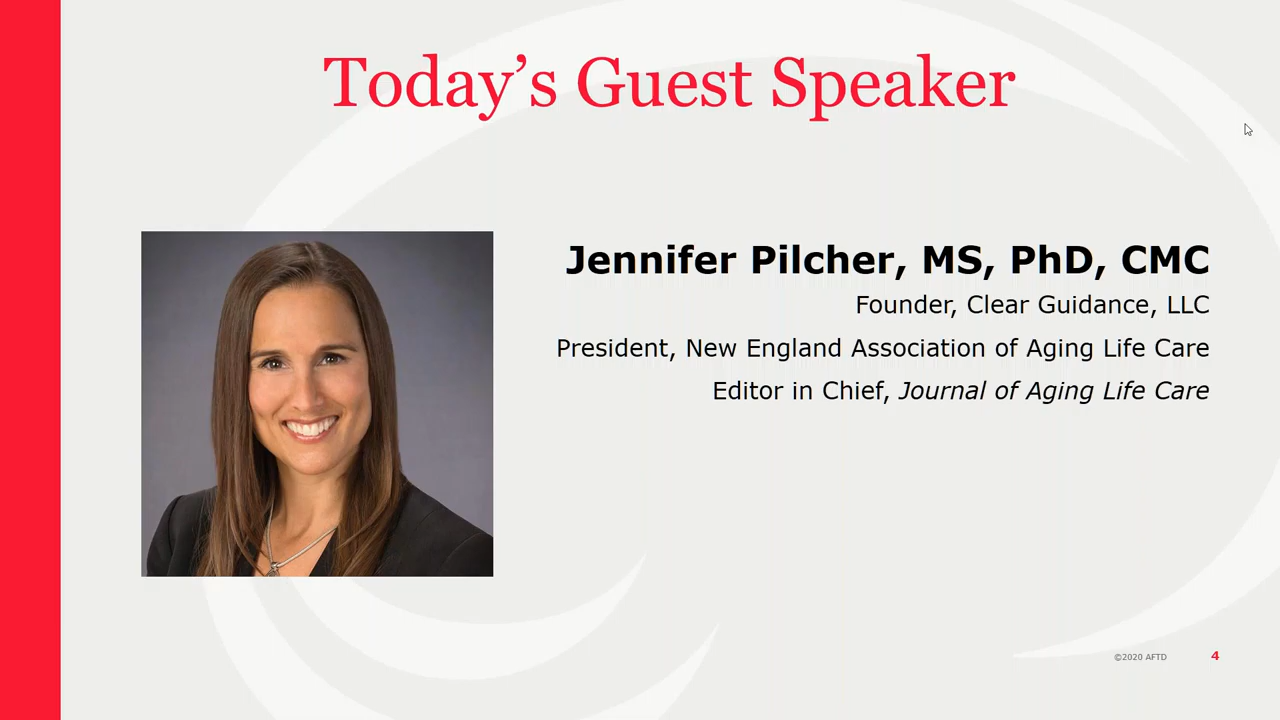 Today’s Guest Speaker
Jennifer Pilcher, MS, PhD, CMC
Founder, Clear Guidance, LLC
President, New England Association of Aging Life Care
Editor in Chief, Journal of Aging Life Care
©2020 AFTD 4